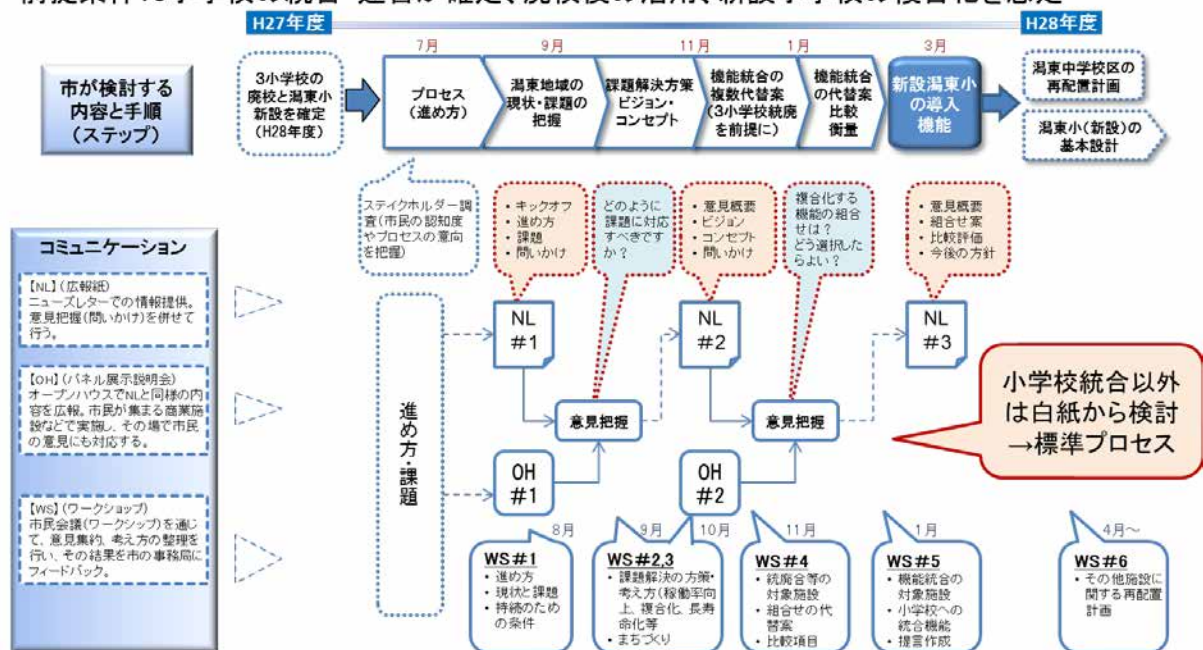 H27年度
H28年度
7月
9月
11月
1月
3月
市が検討する
内容と手順
(ステップ)
3小学校の
廃校と潟東小
新設を確定
(H28年度)
プロセス
(進め方)
潟東地域の
現状・課題の
把握
課題解決方策
ビジョン・
コンセプト
機能統合の
複数代替案
(3小学校統廃
を前提に)
機能統合
の代替案
比較
衡量
新設潟東小
の導入
機能
潟東中学校区の
再配置計画
潟東小(新設)の
基本設計
ステイクホルダー調
査(市民の認知度
やプロセスの意向
を把握)
• キックオフ
• 進め方
• 課題
• 問いかけ
どのように
課題に対応
すべきです
か?
• 意見概要
• ビジョン
• コンセプト
• 問いかけ
複合化する
機能の組合
せは?
どう選択した
らよい?
• 意見概要
• 組合せ案
• 比較評価
• 今後の方針
コミュニケーション
【NL】(広報紙)
ニューズレターでの情報提供。
意見把握(問いかけ)を併せて
行う。
【OH】(パネル展示説明会)
オープンハウスでNLと同様の内
容を広報。市民が集まる商業施
設などで実施し、その場で市民
の意見にも対応する。
【WS】(ワークショップ)
市民会議(ワークシップ)を通じ
て、意見集約、考え方の整理を
行い、その結果を市の事務局に
フィードバック。
進め方・課題
NL
#1
NL
#2
NL
#3
意見把握
意見把握
OH
#1
OH
#2
小学校統合以外
は白紙から検討
→標準プロセス
8月
9月
10月
11月
1月
4月~
WS#1
• 進め方
• 現状と課題
• 持続のため
の条件
WS#2,3
• 課題解決の方策・
考え方(稼働率向
上、複合化、長寿
命化等
• まちづくり
WS#4
• 統廃合等の
対象施設
• 組合せの代
替案
• 比較項目
WS#5
• 機能統合の
対象施設
• 小学校への
統合機能
• 提言作成
WS#6
• その他施設に
関する再配置
計画